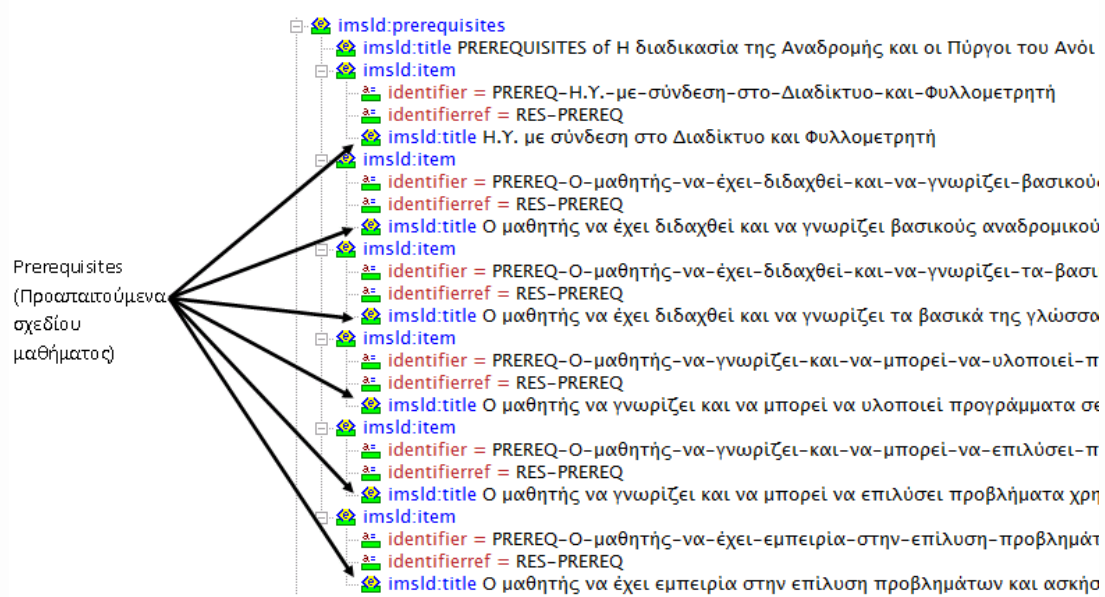 imsld:prerequisites
imsld:title PREREQUISITES of Η διαδικασία της Αναδρομής και οι Πύργοι του Ανόι
imsld:item
identifier = PREREQ-Η.Υ.-με-σύνδεση-στο-Διαδίκτυο-και-Φυλλομετρητή
identifierref = RES-PREREQ
imsld:title Η.Υ. με σύνδεση στο Διαδίκτυο και Φυλλομετρητή
imsld:item
identifier = PREREQ-Ο-μαθητής-να-έχει-διδαχθεί-και-να-γνωρίζει-βασικούς
identifierref = RES-PREREQ
imsld:title Ο μαθητής να έχει διδαχθεί και να γνωρίζει βασικούς αναδρομικού
imsld:item
identifier = PREREQ-Ο-μαθητής-να-έχει-διδαχθεί-και-να-γνωρίζει-τα-βασι
identifierref = RES-PREREQ
imsld:title Ο μαθητής να έχει διδαχθεί και να γνωρίζει τα βασικά της γλώσσα
imsld:item
identifier = PREREQ-Ο-μαθητής-να-γνωρίζει-και-να-μπορεί-να-υλοποιεί-π
identifierref = RES-PREREQ
imsld:title Ο μαθητής να γνωρίζει και να μπορεί να υλοποιεί προγράμματα σε
imsld:item
identifier = PREREQ-Ο-μαθητής-να-γνωρίζει-και-να-μπορεί-να-επιλύσει-π
identifierref = RES-PREREQ
imsld:title Ο μαθητής να γνωρίζει και να μπορεί να επιλύσει προβλήματα χρη
imsld:item
identifier = PREREQ-Ο-μαθητής-να-έχει-εμπειρία-στην-επίλυση-προβλημάτ
identifierref = RES-PREREQ
imsld:title Ο μαθητής να έχει εμπειρία στην επίλυση προβλημάτων και ασκήσ
Prerequisites
(Προαπαιτούμενα
σχεδίου
μαθήματος)